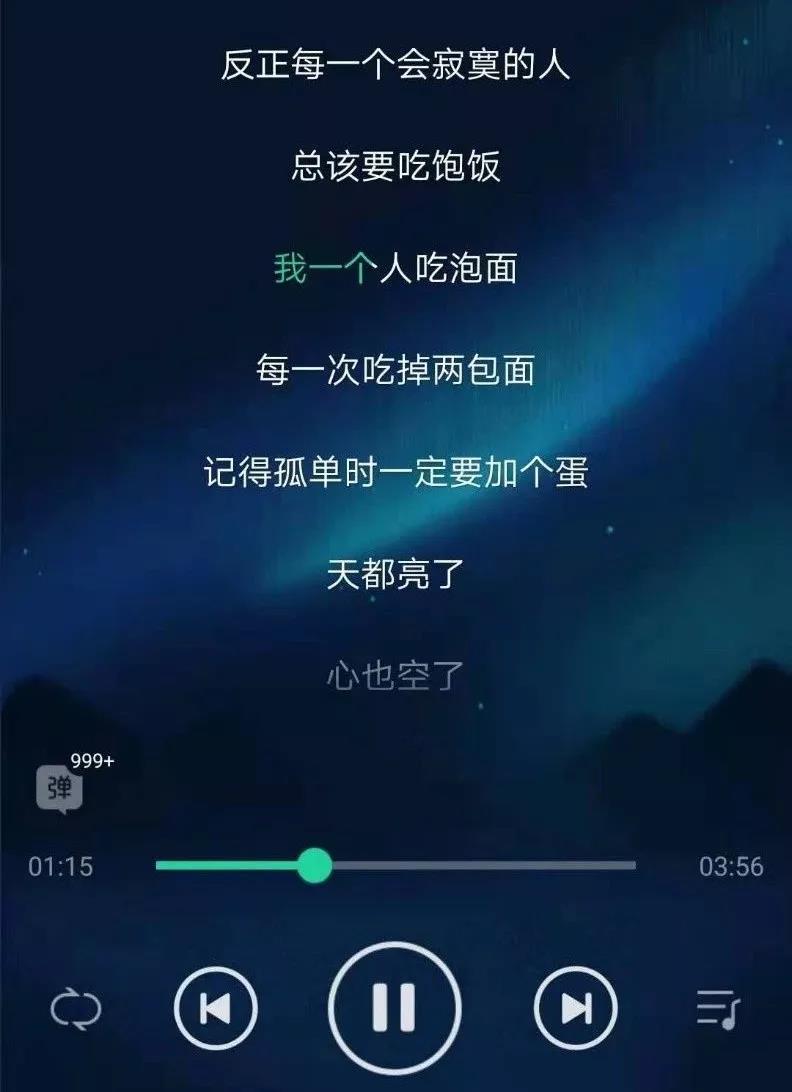 反正每一个会寂寞的人
总该要吃饱饭
我一个人吃泡面
每一次吃掉两包面
记得孤单时一定要加个蛋
天都亮了
心也空了
999+
弹
01:15
03:56